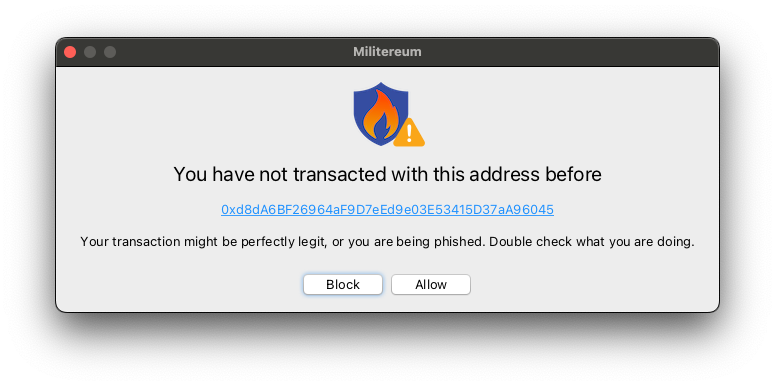 Militereum
You have not transacted with this address before
0xd8dA6BF26964aF9D7eEd9e03E53415D37aA96045
Your transaction might be perfectly legit, or you are being phished. Double check what you are doing.
Block Allow